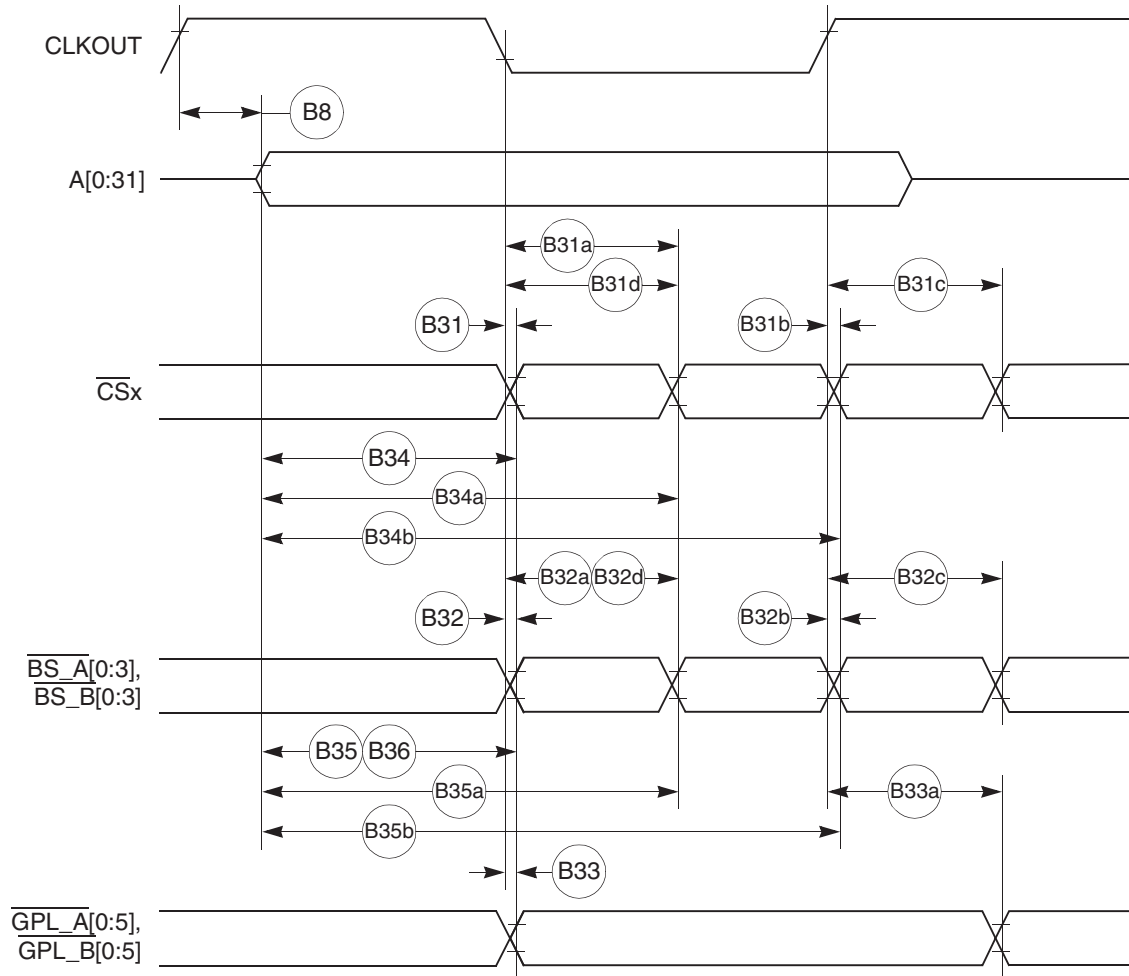 CLKOUT
B8
A[0:31]
B31a
B31d
B31c
B31
B31b
CSx
B34
B34a
B34b
B32a B32d
B32c
B32
B32b
BS_A[0:3],
BS_B[0:3]
B35 B36
B35a
B33a
B35b
B33
GPL_A[0:5],
GPL_B[0:5]